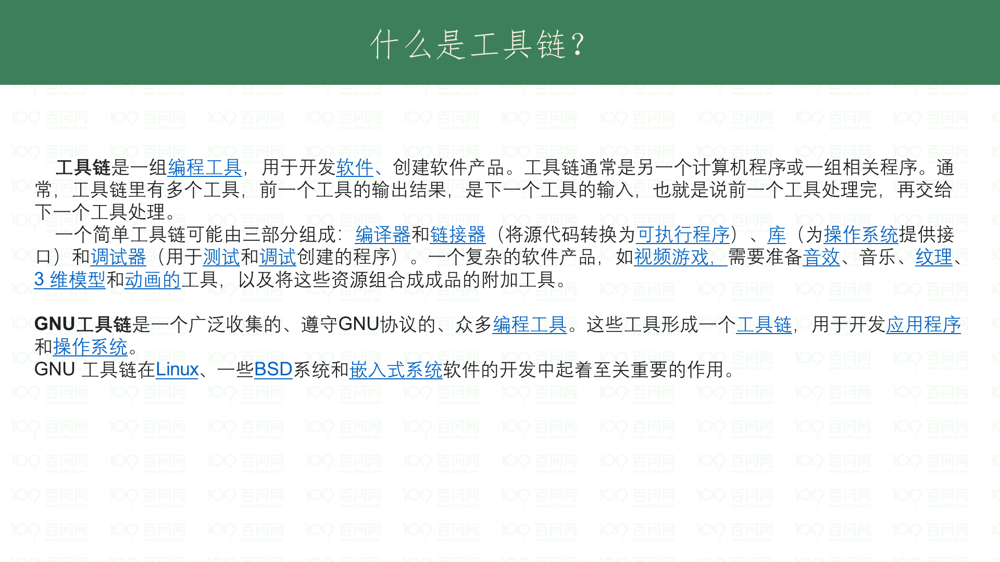 什么是工具链？
工具链是一组编程工具，用于开发软件、创建软件产品。工具链通常是另一个计算机程序或一组相关程序。通
常，工具链里有多个工具，前一个工具的输出结果，是下一个工具的输入，也就是说前一个工具处理完，再交给
下一个工具处理。
一个简单工具链可能由三部分组成：编译器和链接器（将源代码转换为可执行程序）、库（为操作系统提供接
口）和调试器（用于测试和调试创建的程序）。一个复杂的软件产品，如视频游戏，需要准备音效、音乐、纹理、
3 维模型和动画的工具，以及将这些资源组合成成品的附加工具。
GNU工具链是一个广泛收集的、遵守GNU协议的、众多编程工具。这些工具形成一个工具链，用于开发应用程序
和操作系统。
GNU 工具链在Linux、一些BSD系统和嵌入式系统软件的开发中起着至关重要的作用。